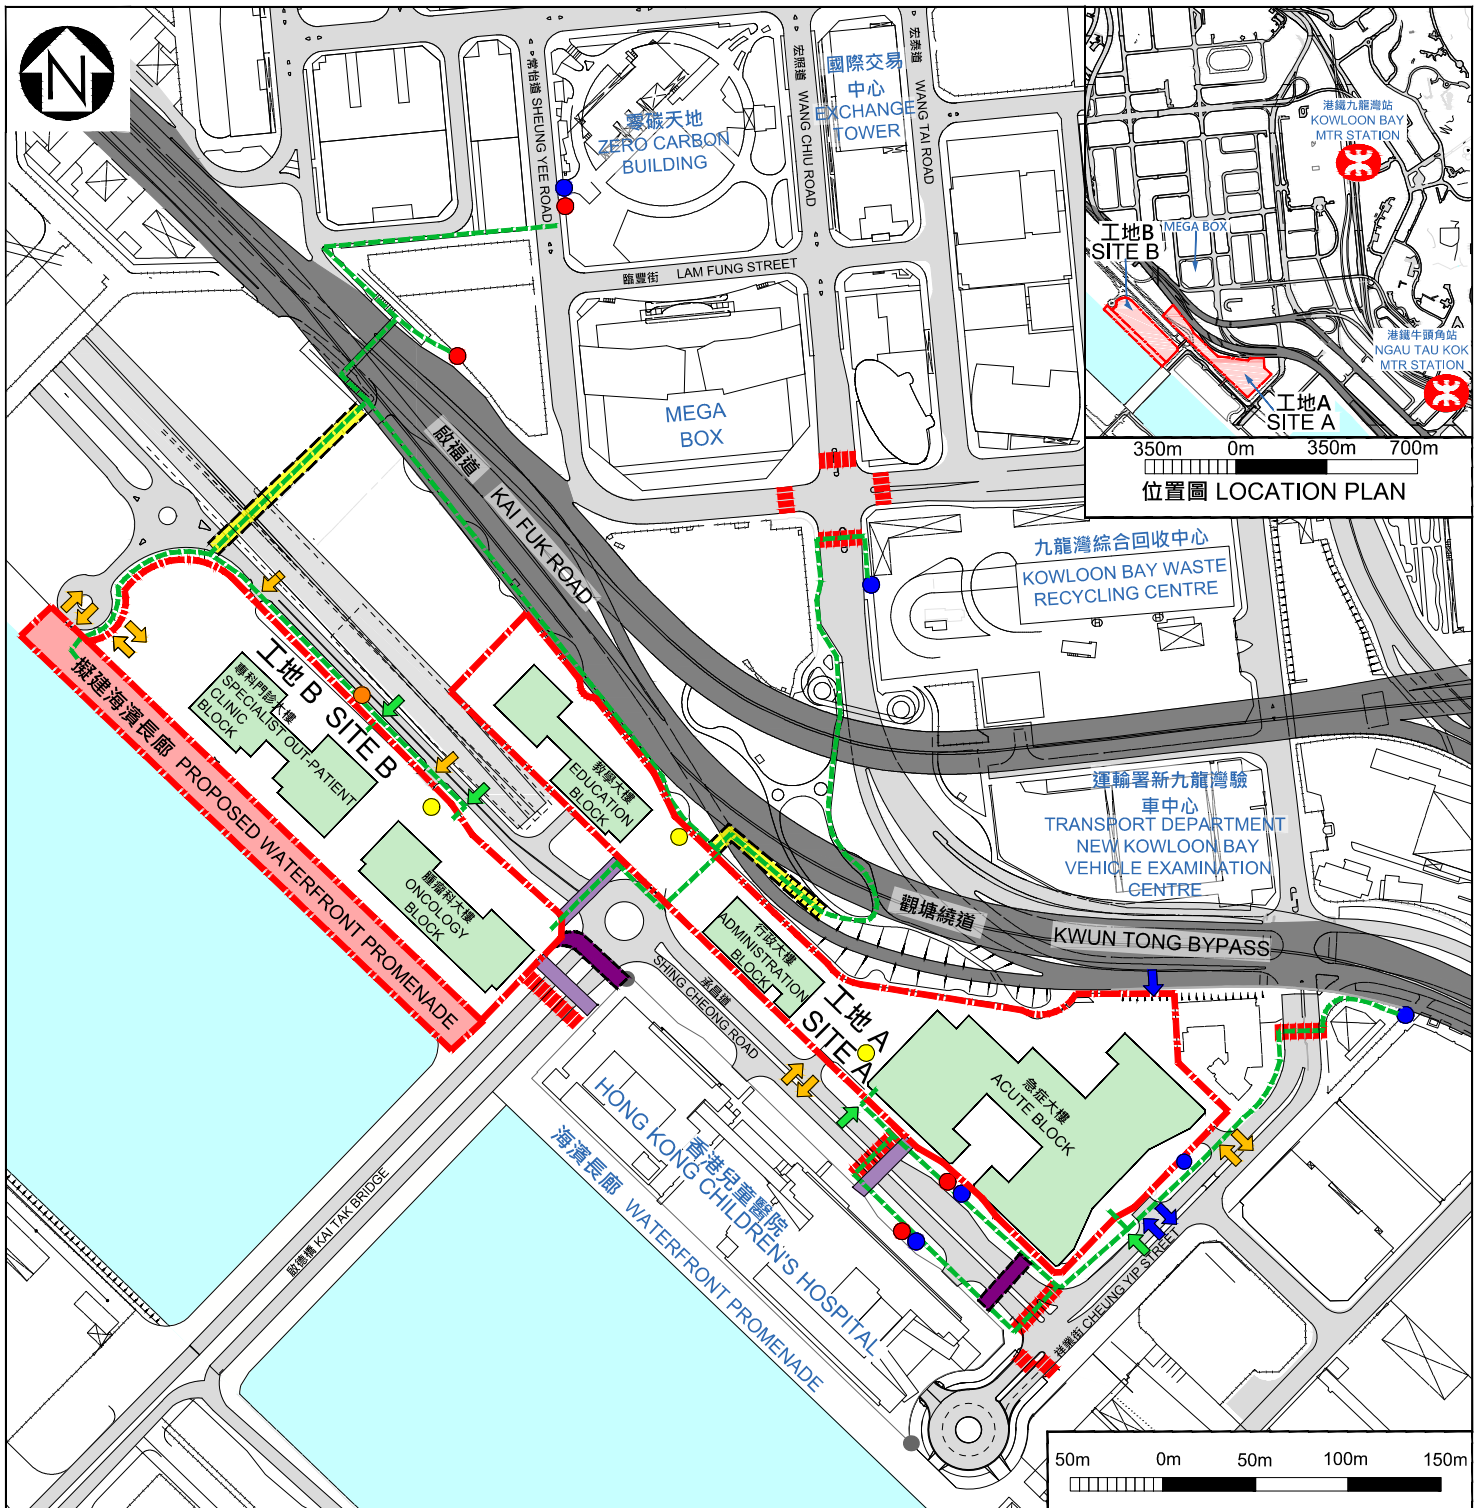 N
常怡道 SHEUNG YEE ROAD
零碳天地
ZERO CARBON
BUILDING
宏照道 WANG CHIU ROAD
國際交易
中心
EXCHANGE
TOWER
宏泰道 WANG TAI ROAD
臨豐街 LAM FUNG STREET
MEGA
BOX
港鐵九龍灣站
KOWLOON BAY
MTR STATION
工地B
SITE B
MEGA BOX
港鐵牛頭角站
NGAU TAU KOK
MTR STATION
工地A
SITE A
350m 0m 350m 700m
位置圖 LOCATION PLAN
啟福道 KAI FUK ROAD
九龍灣綜合回收中心
KOWLOON BAY WASTE
RECYCLING CENTRE
工地 B SITE B
專科門診大樓
SPECIALIST OUT-PATIENT
CLINIC
BLOCK
擬建海濱長廊 PROPOSED WATERFRONT PROMENADE
教學大樓
EDUCATION
BLOCK
腫瘤科大樓
ONCOLOGY
BLOCK
運輸署新九龍灣驗
車中心
TRANSPORT DEPARTMENT
NEW KOWLOON BAY
VEHICLE EXAMINATION
CENTRE
觀塘繞道
KWUN TONG BYPASS
行政大樓
ADMINISTRATION
BLOCK
工地 A
SITE A
承昌道
SHING CHEONG ROAD
急症大樓
ACUTE BLOCK
香港兒童醫院
HONG KONG CHILDREN'S HOSPITAL
海濱長廊 WATERFRONT PROMENADE
啟德橋 KAI TAK BRIDGE
祥業街 CHEUNG YIP STREET
50m 0m 50m 100m 150m